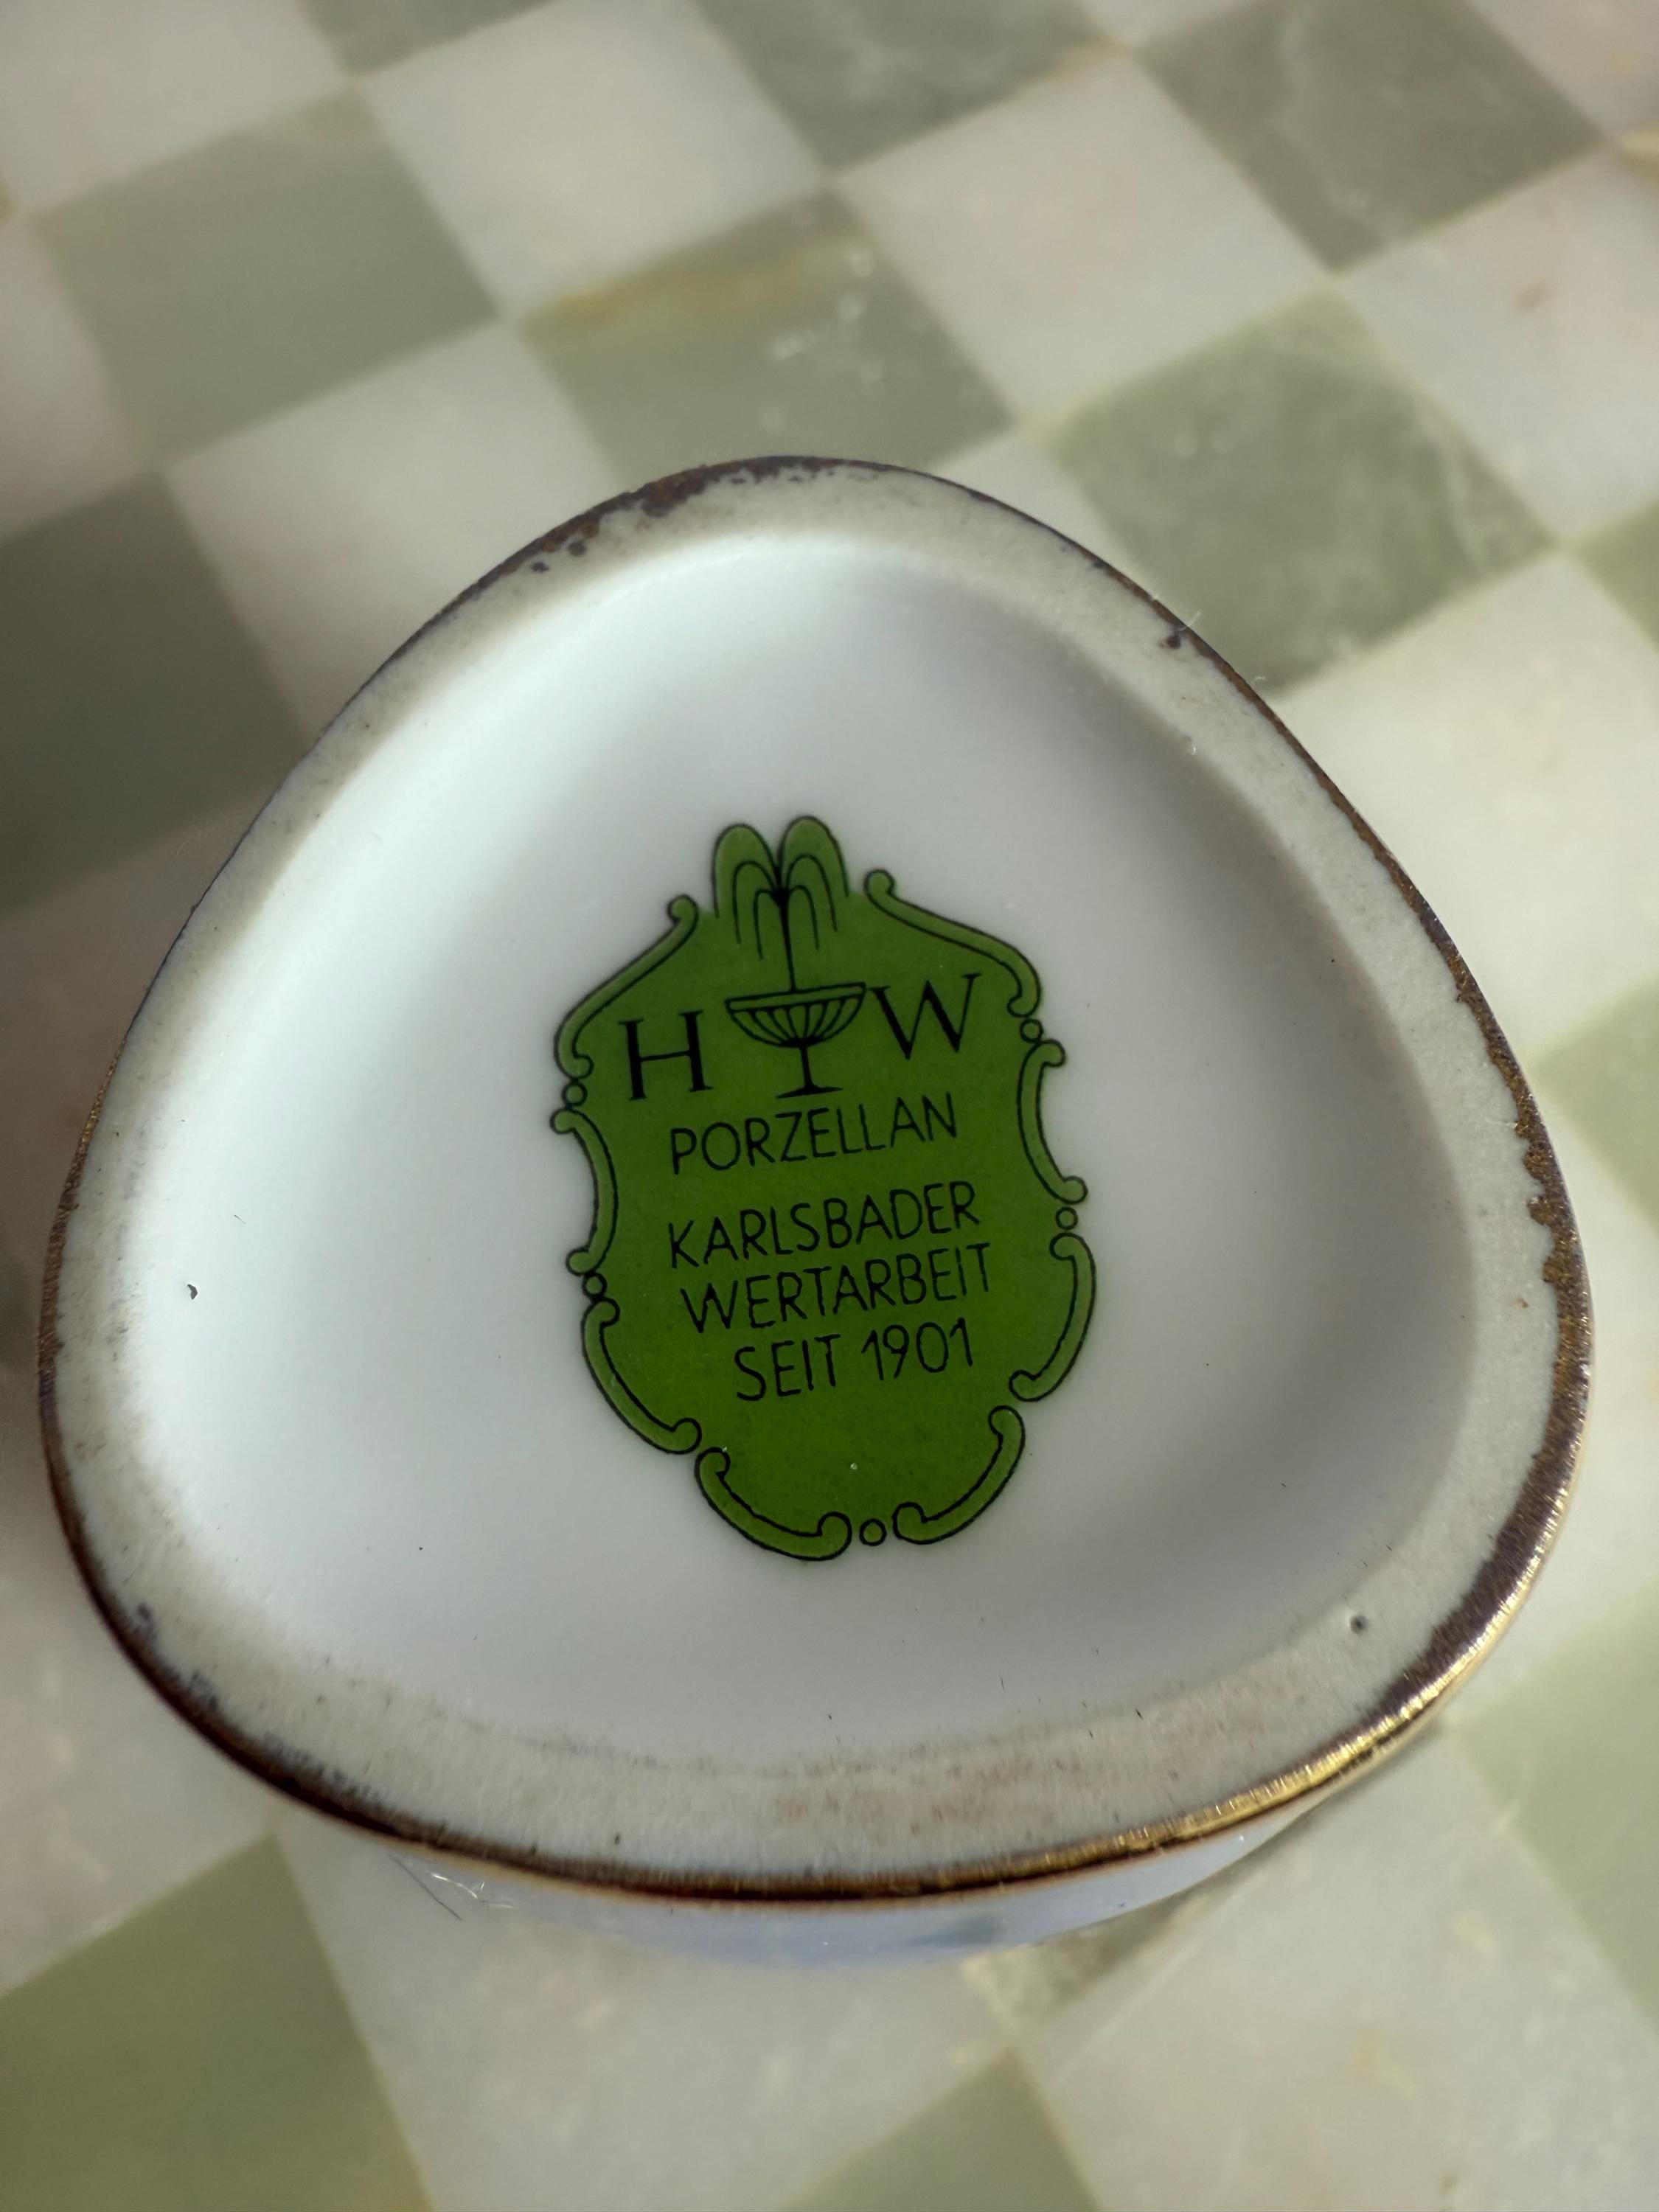 H W
PORZELLAN
KARLSBADER
WERTARBEIT
SEIT 1901